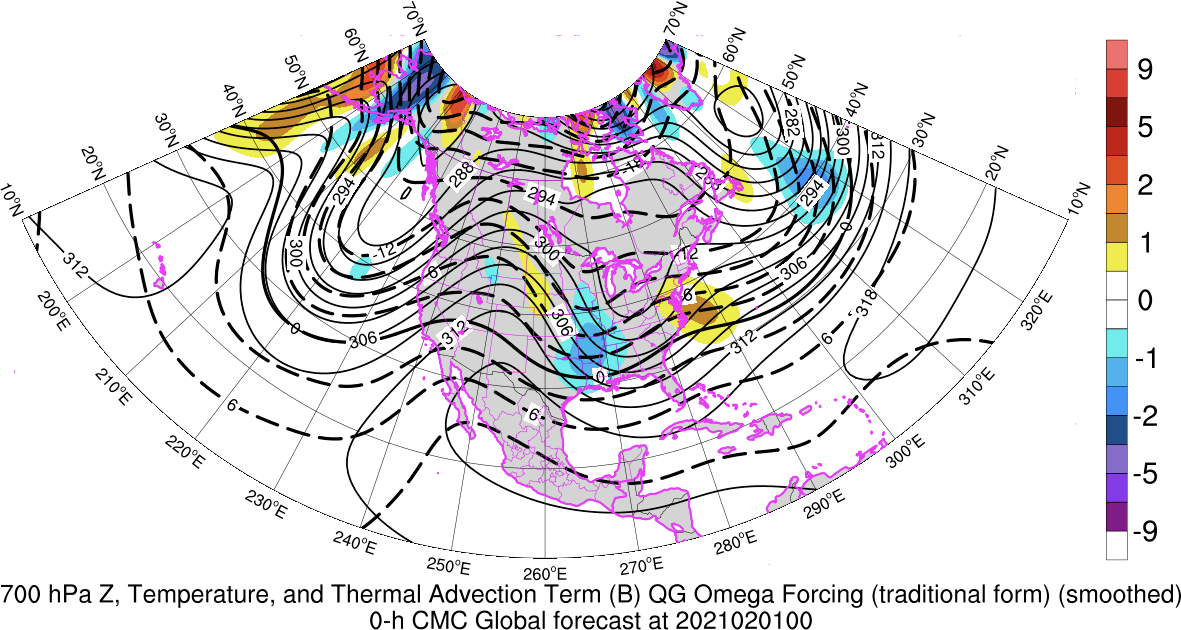 70°N
70°N
60°N
60°N
50°N
50°N
40°N
40°N
30°N
30°N
20°N
20°N
10°N
10°N
9
5
2
1
0
-1
-2
-5
-9
282
300
312
288
294
294
294
-12
-12
300
300
306
306
306
312
312
312
318
0
0
0
0
6
6
6
6
200°E
210°E
220°E
230°E
240°E
250°E
260°E
270°E
280°E
290°E
300°E
310°E
320°E
700 hPa Z, Temperature, and Thermal Advection Term (B) QG Omega Forcing (traditional form) (smoothed)
0-h CMC Global forecast at 2021020100